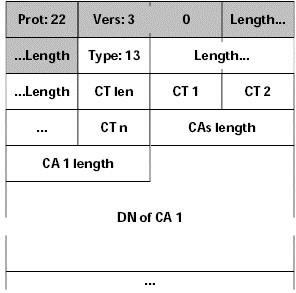 Prot: 22 Vers: 3 0 Length...
...Length Type: 13 Length...
...Length CT len CT 1 CT 2
... CT n CAs length
CA 1 length
DN of CA 1
...